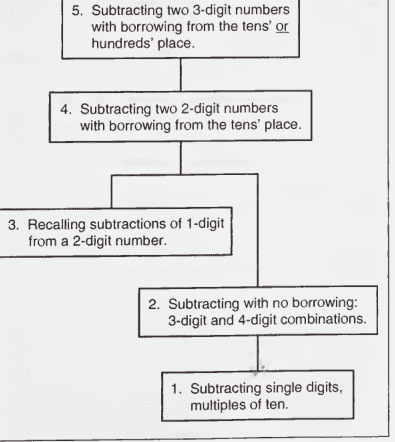 5. Subtracting two 3-digit numbers
with borrowing from the tens' or
hundreds' place.
4. Subtracting two 2-digit numbers
with borrowing from the tens' place.
3. Recalling subtractions of 1-digit
from a 2-digit number.
2. Subtracting with no borrowing:
3-digit and 4-digit combinations.
1. Subtracting single digits,
multiples of ten.